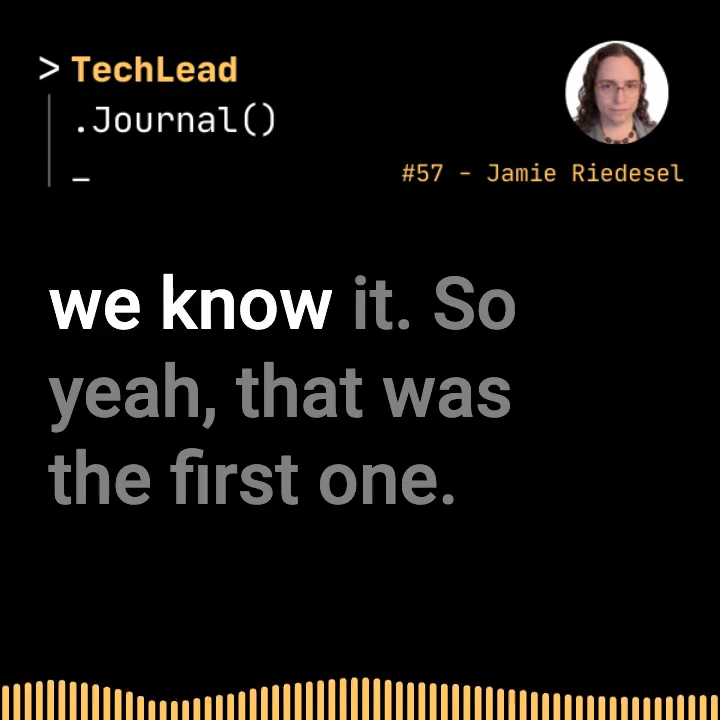 > TechLead
.Journal()
_
#57 - Jamie Riedesel
we know it. So
yeah, that was
the first one.